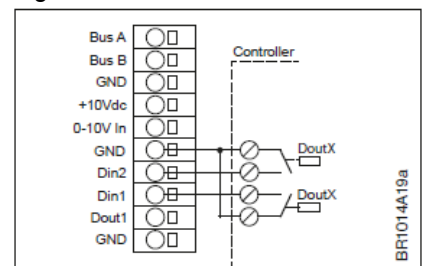 Bus A
Bus B
GND
+10Vdc
0-10V In
GND
Din2
Din1
Dout1
GND
Controller
DoutX
DoutX
BR1014A19a